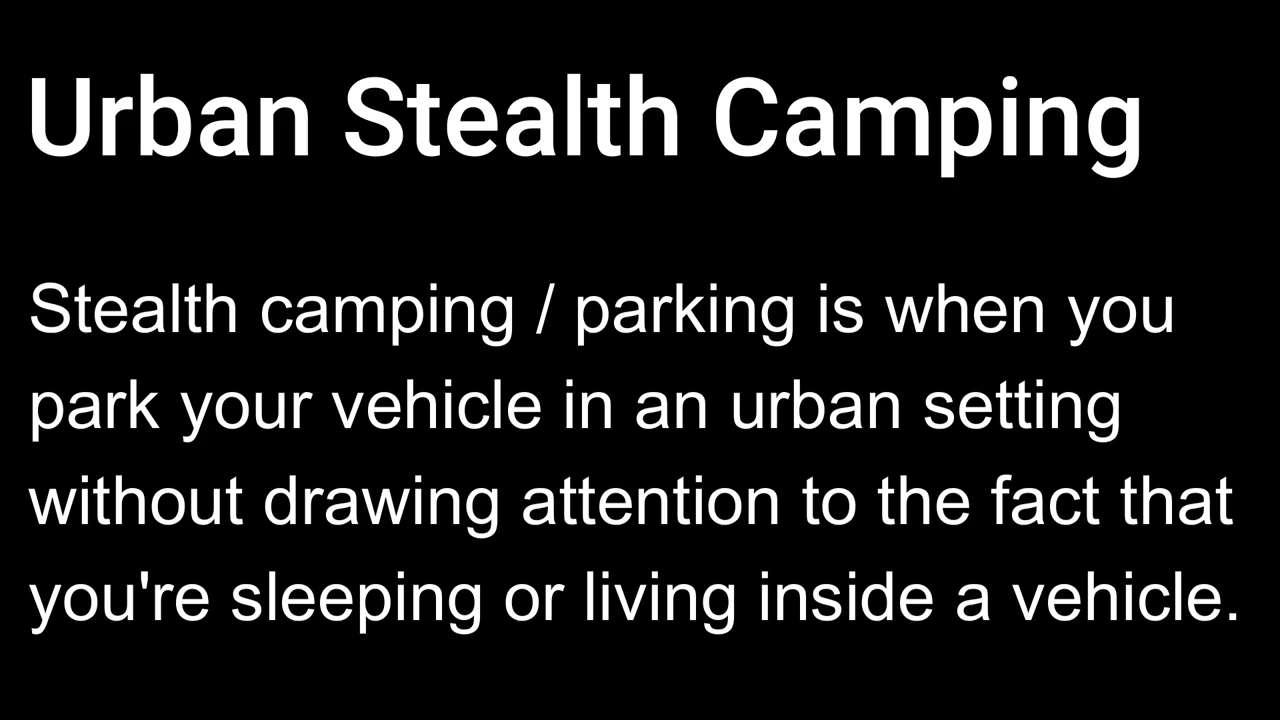 Urban Stealth Camping
Stealth camping / parking is when you
park your vehicle in an urban setting
without drawing attention to the fact that
you're sleeping or living inside a vehicle.